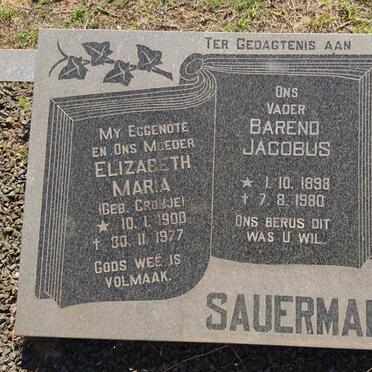 TER GEDAGTENIS AAN
MY EGGENOTE
EN ONS MOEDER
ELIZABETH
MARIA
(GEB. CRONJE)
★ 10. 1. 1900
✝ 30. 11. 1977
GODS WEE IS
VOLMAAK.
ONS
VADER
BAREND
JACOBUS
★ 1. 10. 1898
✝ 7. 8. 1980
ONS BERUS DIT
WAS U WIL.
SAUERMA